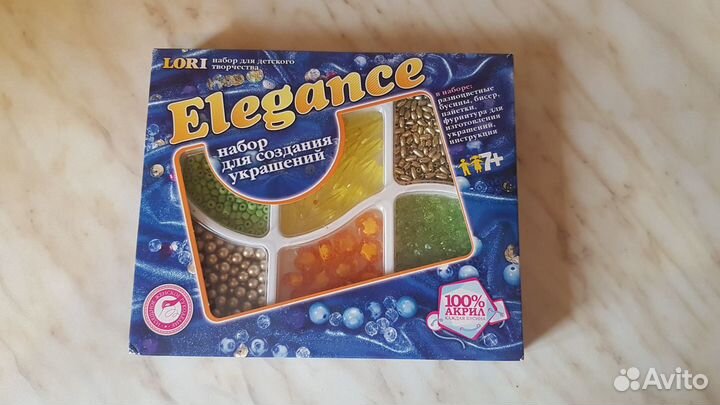 LORI
набор для детского
творчества
Elegance
набор
для создания
украшений
в наборе:
разноцветные
бусины, бисер,
пайетки,
фурнитура для
изготовления
украшений,
инструкция
7+
100%
АКРИЛ
Avito